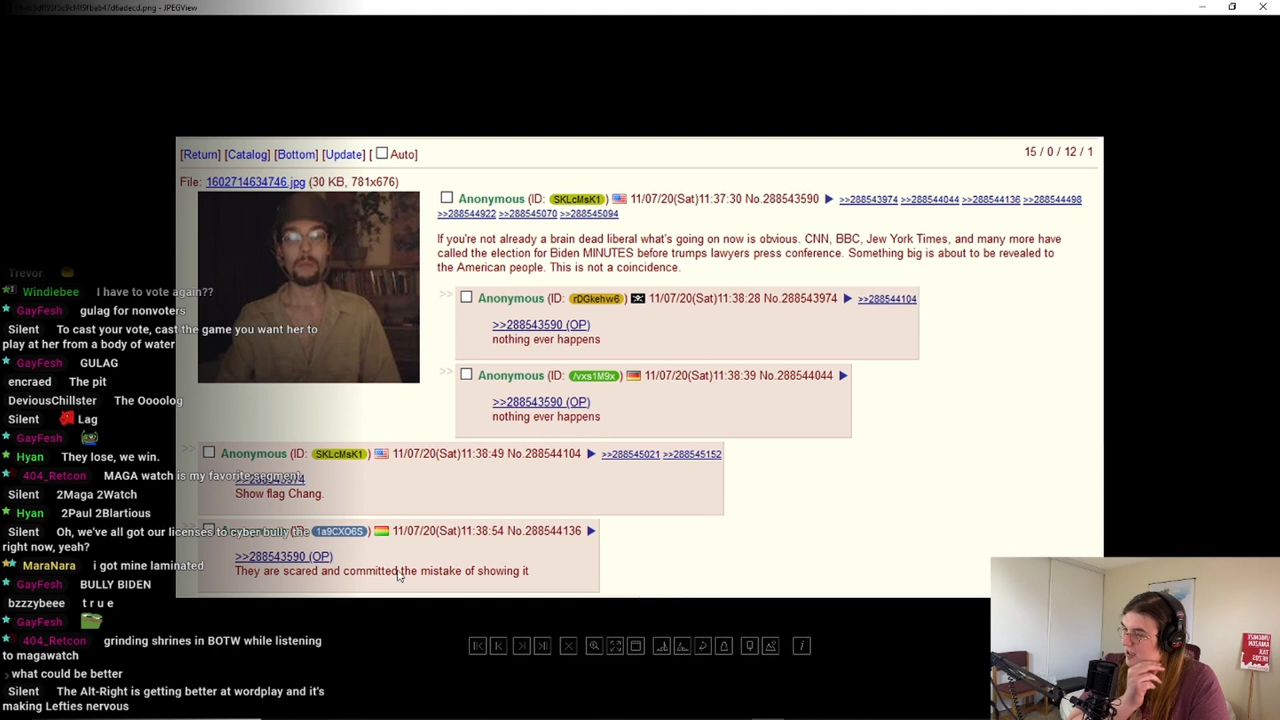 .png - JPEGView
[Return] [Catalog] [Bottom] [Update] [ Auto]
15 / 0 / 12 / 1
File: 1602714634746.jpg (30 KB, 781x676)
Anonymous (ID: SKLcMsK1) 11/07/20(Sat)11:37:30 No.288543590 ▶ >>288543974 >>288544044 >>288544136 >>288544498
>>288544922 >>288545070 >>288545094
If you're not already a brain dead liberal what's going on now is obvious. CNN, BBC, Jew York Times, and many more have
called the election for Biden MINUTES before trumps lawyers press conference. Something big is about to be revealed to
the American people. This is not a coincidence.
>> Anonymous (ID: rDGkehw6) 11/07/20(Sat)11:38:28 No.288543974 ▶ >>288544104
>>288543590 (OP)
nothing ever happens
>> Anonymous (ID: /vxs1M9x) 11/07/20(Sat)11:38:39 No.288544044 ▶
>>288543590 (OP)
nothing ever happens
>> Anonymous (ID: SKLcMsK1) 11/07/20(Sat)11:38:49 No.288544104 ▶ >>288545021 >>288545152
Show flag Chang.
>> Anonymous (ID: 1a9CXO6S) 11/07/20(Sat)11:38:54 No.288544136 ▶
>>288543590 (OP)
They are scared and committed the mistake of showing it
Trevor
Windlebee I have to vote again??
GayFesh gulag for nonvoters
Silent To cast your vote, cast the game you want her to
play at her from a body of water
GayFesh GULAG
encraed The pit
DeviousChillster The Ooolog
Silent Lag
GayFesh
Hyan They lose, we win.
404_Retcon MAGA watch is my favorite segment
Silent 2Maga 2Watch
Hyan 2Paul 2Blartious
Silent Oh, we've all got our licenses to cyber bully the
right now, yeah?
MaraNara i got mine laminated
GayFesh BULLY BIDEN
bzzzybeee t r u e
GayFesh
404_Retcon grinding shrines in BOTW while listening
to magawatch
what could be better
Silent The Alt-Right is getting better at wordplay and it's
making Lefties nervous